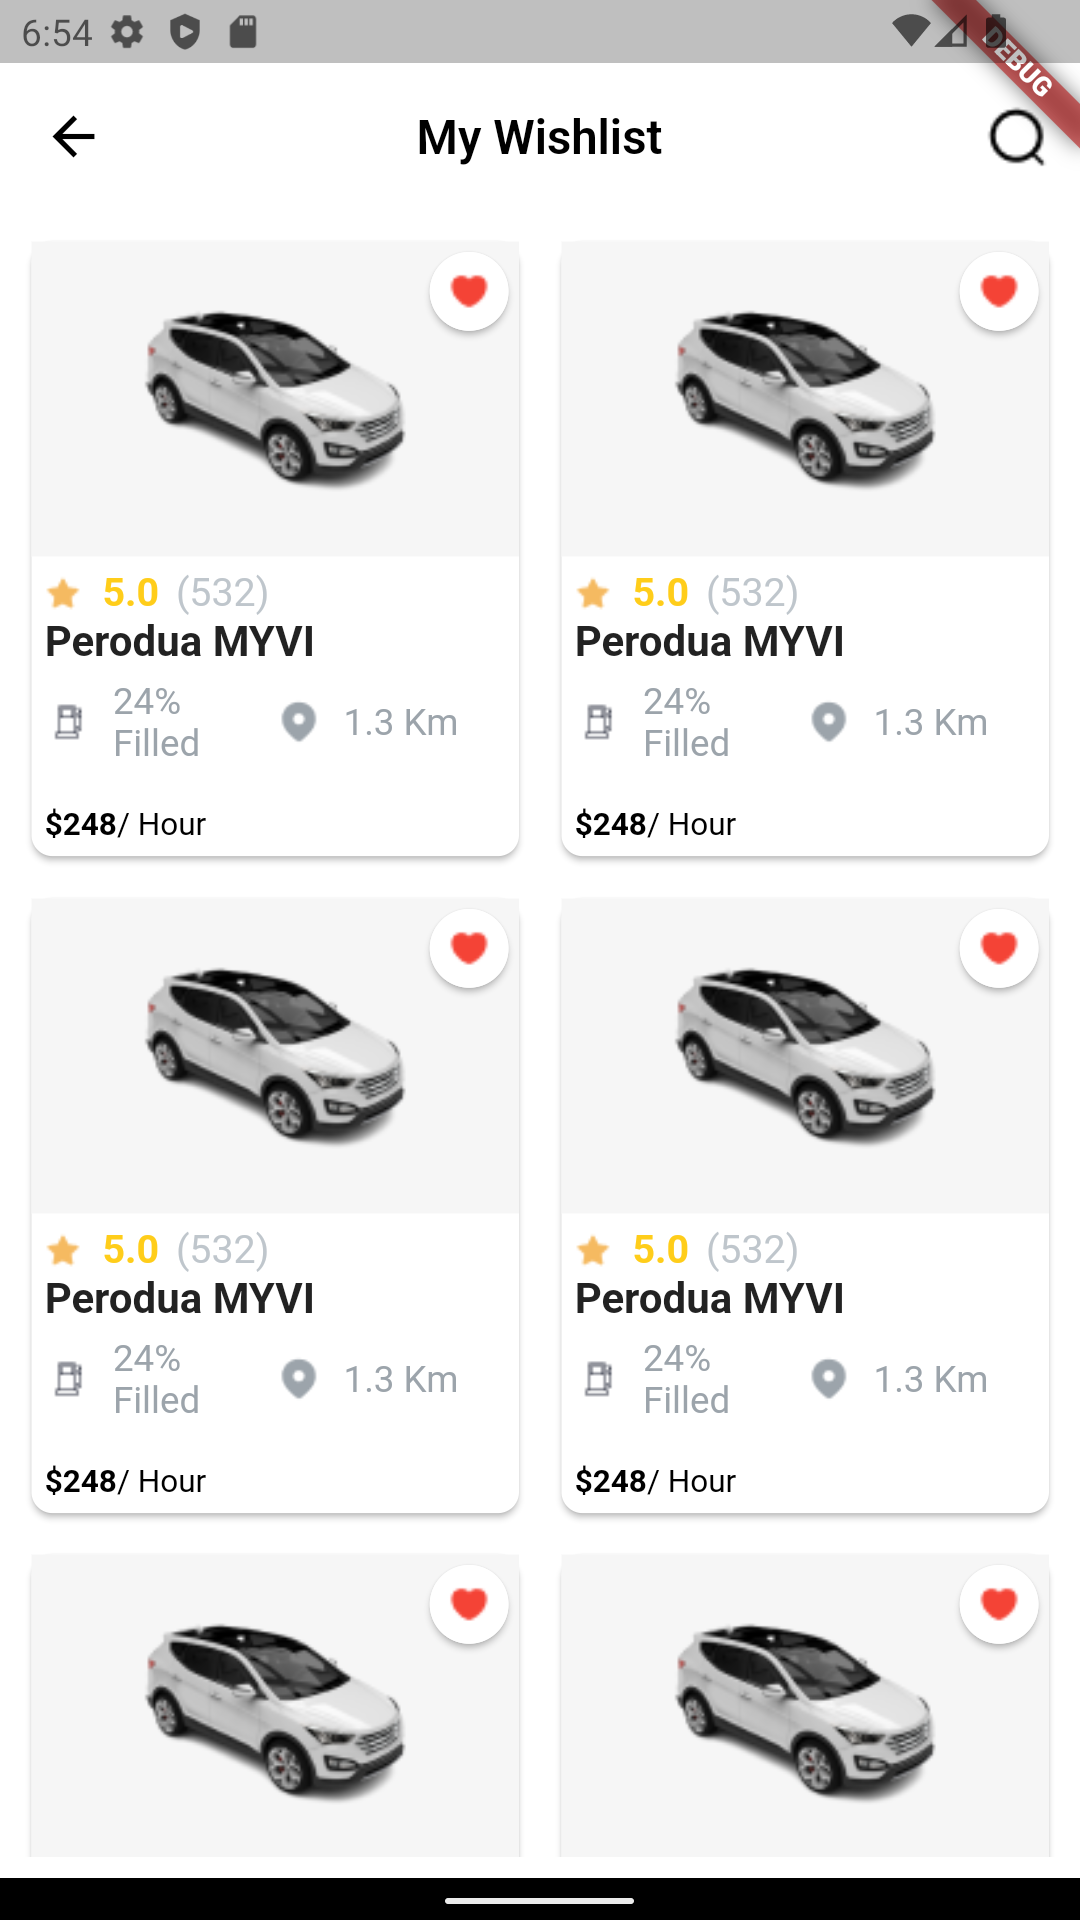 6:54
DEBUG
My Wishlist
5.0 (532)
Perodua MYVI
24%
Filled
1.3 Km
$248/ Hour
5.0 (532)
Perodua MYVI
24%
Filled
1.3 Km
$248/ Hour
5.0 (532)
Perodua MYVI
24%
Filled
1.3 Km
$248/ Hour
5.0 (532)
Perodua MYVI
24%
Filled
1.3 Km
$248/ Hour